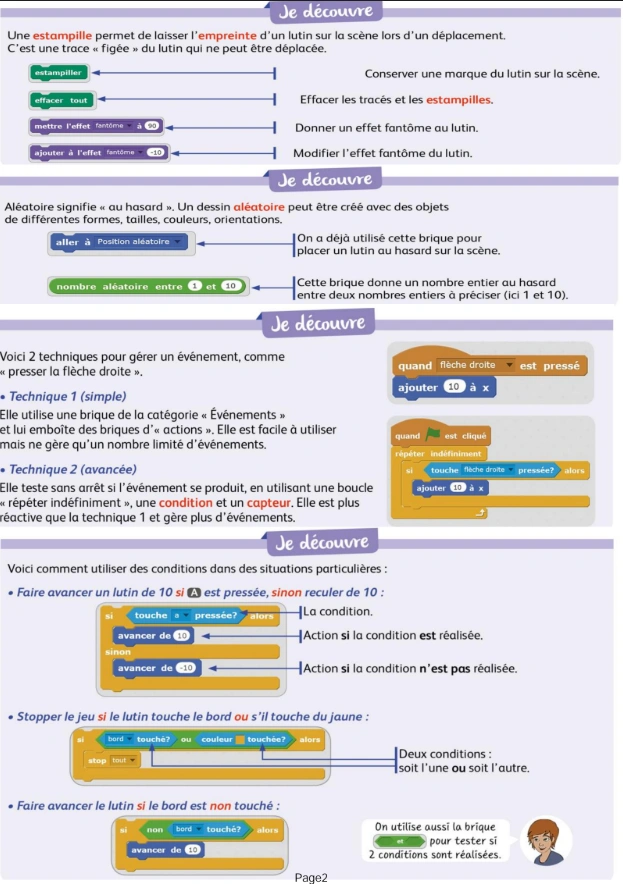 Je découvre
Une estampille permet de laisser l'empreinte d'un lutin sur la scène lors d'un déplacement.
C'est une trace « figée » du lutin qui ne peut être déplacée.
estampiller
Conserver une marque du lutin sur la scène.
effacer tout
Effacer les tracés et les estampilles.
mettre l'effet fantôme à 90
Donner un effet fantôme au lutin.
ajouter à l'effet fantôme -10
Modifier l'effet fantôme du lutin.
Je découvre
Aléatoire signifie « au hasard ». Un dessin aléatoire peut être créé avec des objets
de différentes formes, tailles, couleurs, orientations.
aller à Position aléatoire
On a déjà utilisé cette brique pour
placer un lutin au hasard sur la scène.
nombre aléatoire entre 1 et 10
Cette brique donne un nombre entier au hasard
entre deux nombres entiers à préciser (ici 1 et 10).
Je découvre
Voici 2 techniques pour gérer un événement, comme
« presser la flèche droite ».
• Technique 1 (simple)
Elle utilise une brique de la catégorie « Événements »
et lui emboîte des briques d'« actions ». Elle est facile à utiliser
mais ne gère qu'un nombre limité d'événements.
quand flèche droite est pressé
ajouter 10 à x
• Technique 2 (avancée)
Elle teste sans arrêt si l'événement se produit, en utilisant une boucle
« répéter indéfiniment », une condition et un capteur. Elle est plus
réactive que la technique 1 et gère plus d'événements.
quand est cliqué
répéter indéfiniment
si touche flèche droite pressée? alors
ajouter 10 à x
Je découvre
Voici comment utiliser des conditions dans des situations particulières :
• Faire avancer un lutin de 10 si A est pressée, sinon reculer de 10 :
si touche a pressée? alors
La condition.
avancer de 10
Action si la condition est réalisée.
sinon
avancer de -10
Action si la condition n'est pas réalisée.
• Stopper le jeu si le lutin touche le bord ou s'il touche du jaune :
si bord touché? ou couleur touchée? alors
stop tout
Deux conditions :
soit l'une ou soit l'autre.
• Faire avancer le lutin si le bord est non touché :
si non bord touché? alors
avancer de 10
On utilise aussi la brique
et pour tester si
2 conditions sont réalisées.
Page2